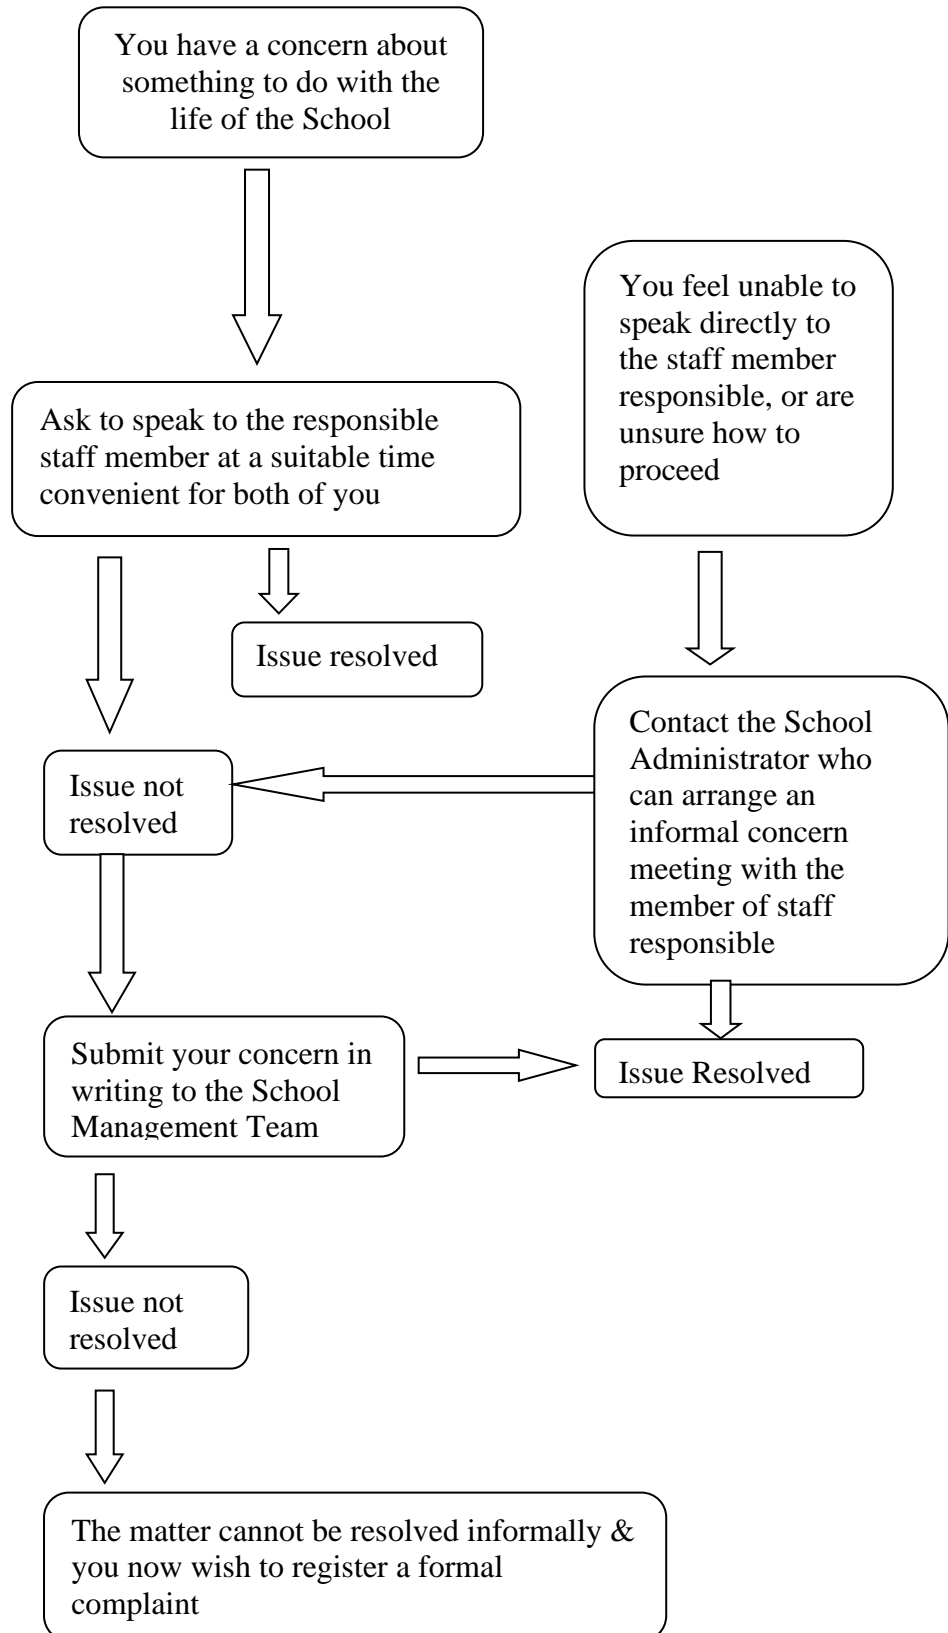 You have a concern about
something to do with the
life of the School
You feel unable to
speak directly to
the staff member
responsible, or are
unsure how to
proceed
Ask to speak to the responsible
staff member at a suitable time
convenient for both of you
Issue resolved
Contact the School
Administrator who
can arrange an
informal concern
meeting with the
member of staff
responsible
Issue not
resolved
Submit your concern in
writing to the School
Management Team
Issue Resolved
Issue not
resolved
The matter cannot be resolved informally &
you now wish to register a formal
complaint